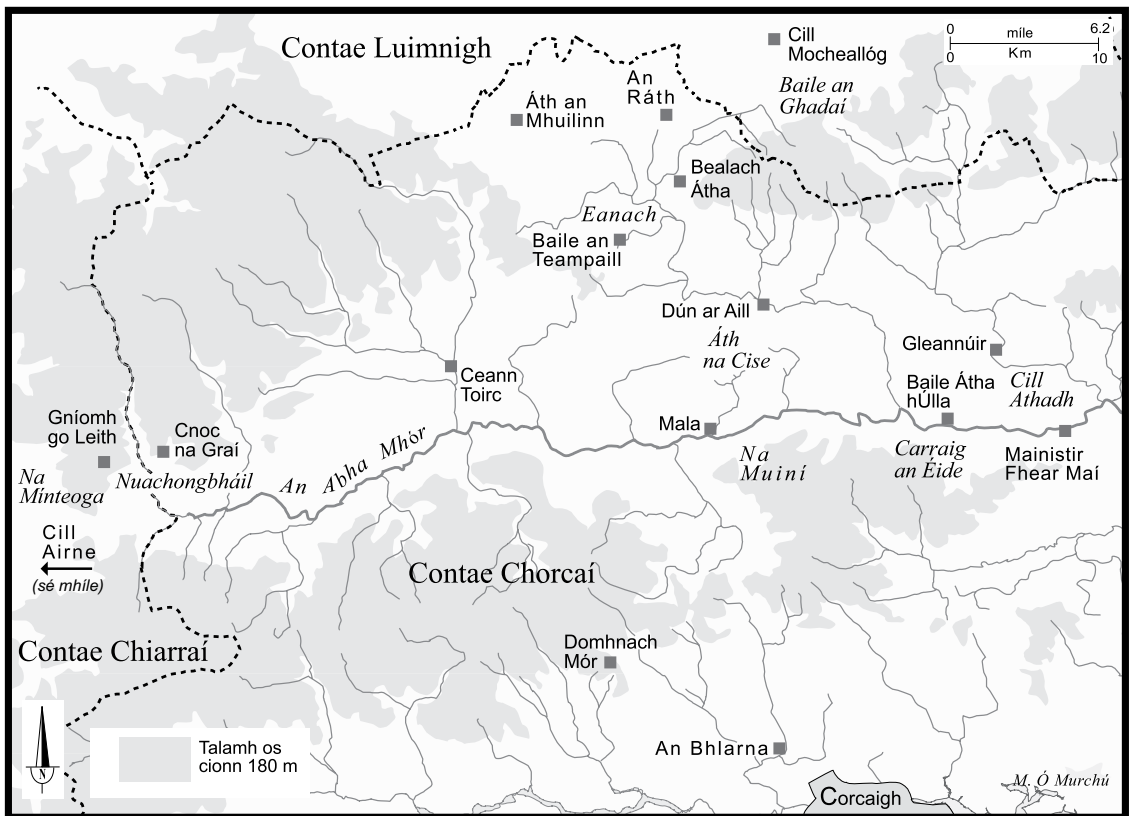 Contae Luimnigh
Cill
Mocheallóg
0 míle 6.2
Km
0 10
Baile an
Ghadaí
An
Ráth
Áth an
Mhuilinn
Bealach
Átha
Eanach
Baile an
Teampaill
Dún ar Aill
Áth
na Cise
Gleannúir
Ceann
Toirc
Baile Átha
hÚlla
Cill
Athadh
Gníomh
go Leith
Cnoc
na Graí
Mala
An Abha Mhór
Na
Muiní
Carraig
an Éide
Mainistir
Fhear Maí
Na
Mínteoga
Nuachongbháil
Cill
Airne
(sé mhíle)
Contae Chorcaí
Contae Chiarraí
Domhnach
Mór
An Bhlarna
N
Talamh os
cionn 180 m
Corcaigh
M. Ó Murchú